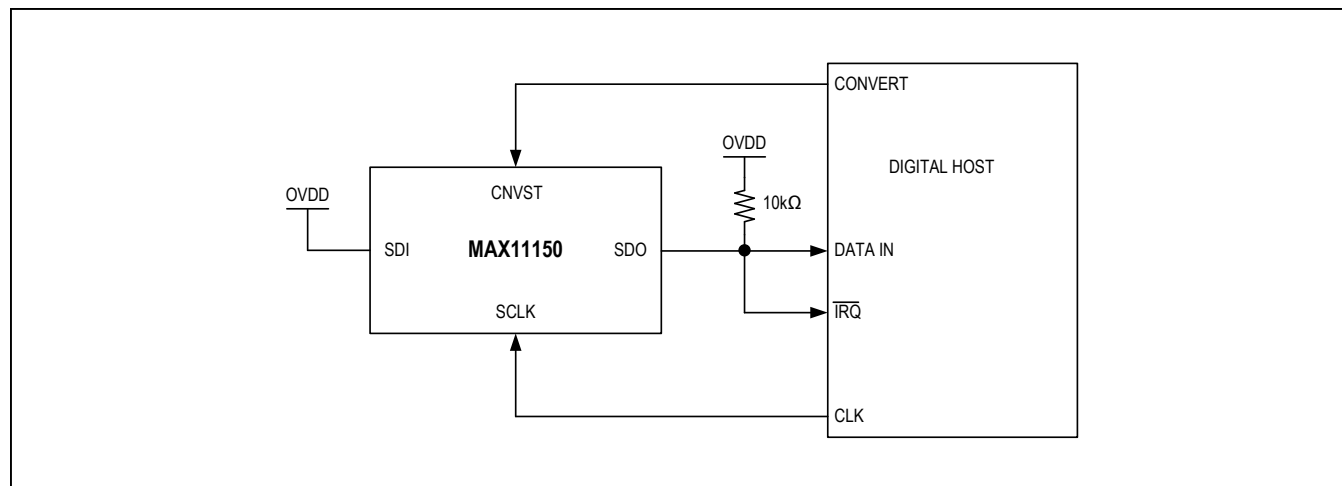 CONVERT
OVDD
DIGITAL HOST
OVDD
CNVST
10kΩ
SDI
MAX11150
SDO
DATA IN
SCLK
IRQ
CLK